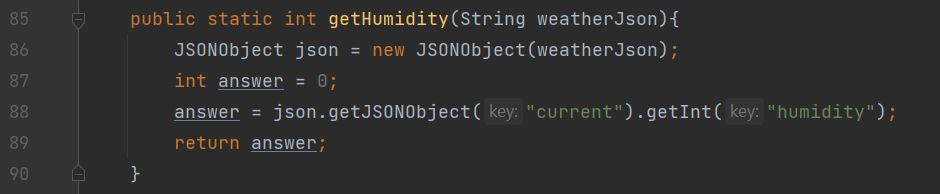 85 public static int getHumidity(String weatherJson){
86 JSONObject json = new JSONObject(weatherJson);
87 int answer = 0;
88 answer = json.getJSONObject( key: "current").getInt( key: "humidity");
89 return answer;
90 }